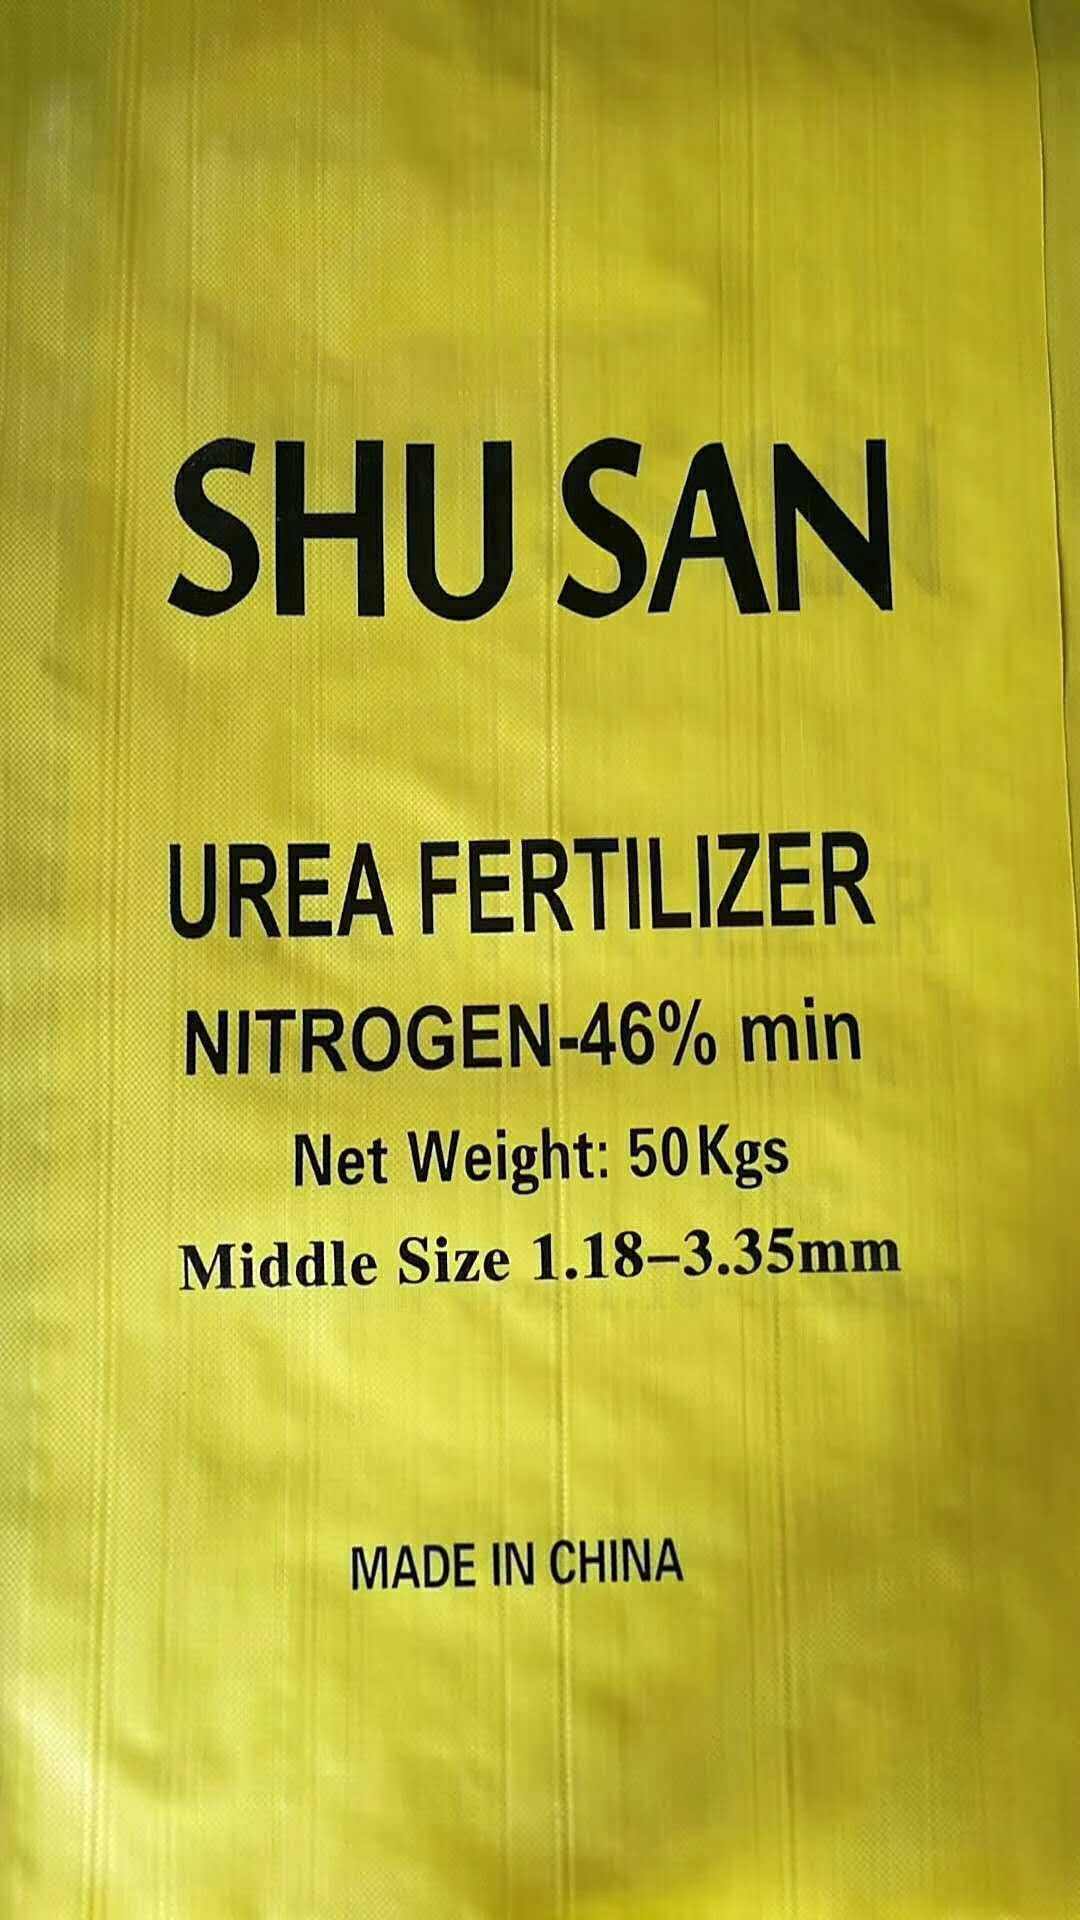 SHU SAN
UREA FERTILIZER
NITROGEN-46% min
Net Weight: 50Kgs
Middle Size 1.18-3.35mm
MADE IN CHINA